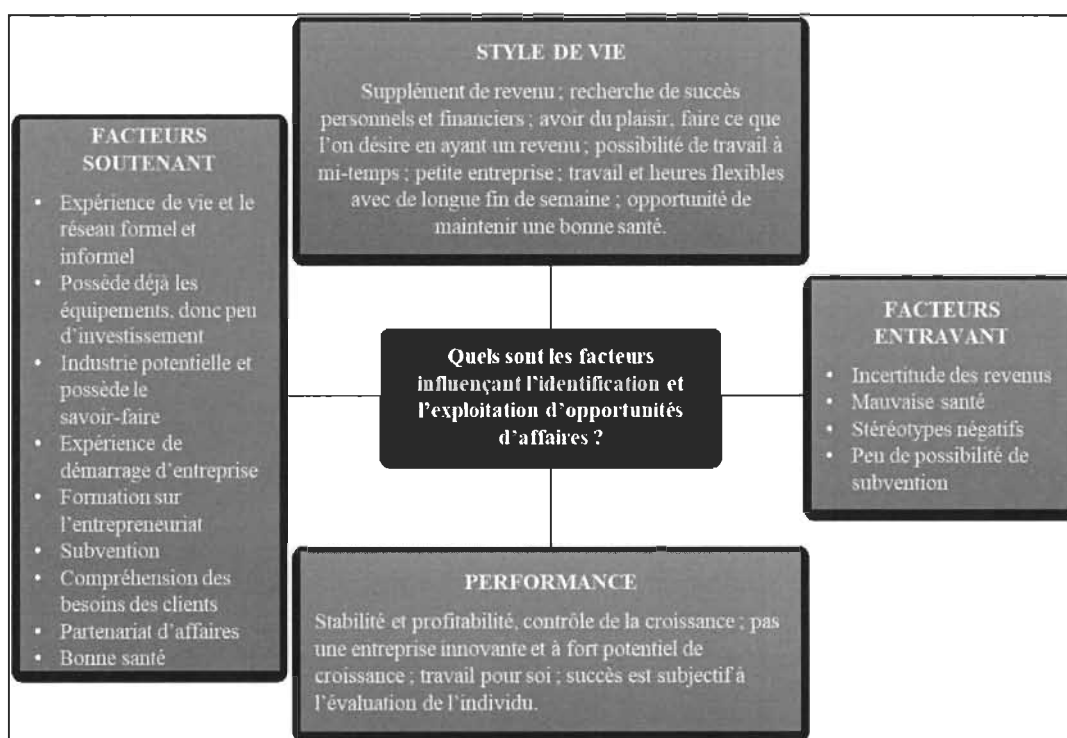 STYLE DE VIE
Supplément de revenu ; recherche de succès
personnels et financiers ; avoir du plaisir, faire ce que
l'on désire en ayant un revenu ; possibilité de travail à
mi-temps ; petite entreprise ; travail et heures flexibles
avec de longue fin de semaine ; opportunité de
maintenir une bonne santé.
FACTEURS
SOUTENANT
• Expérience de vie et le
réseau formel et
informel
• Possède déjà les
équipements, donc peu
d'investissement
• Industrie potentielle et
possède le
savoir-faire
• Expérience de
démarrage d'entreprise
• Formation sur
l'entrepreneuriat
• Subvention
• Compréhension des
besoins des clients
• Partenariat d'affaires
• Bonne santé
Quels sont les facteurs
influençant l'identification et
l'exploitation d'opportunités
d'affaires ?
FACTEURS
ENTRAVANT
• Incertitude des revenus
• Mauvaise santé
• Stéréotypes négatifs
• Peu de possibilité de
subvention
PERFORMANCE
Stabilité et profitabilité, contrôle de la croissance ; pas
une entreprise innovante et à fort potentiel de
croissance ; travail pour soi ; succès est subjectif à
l'évaluation de l'individu.